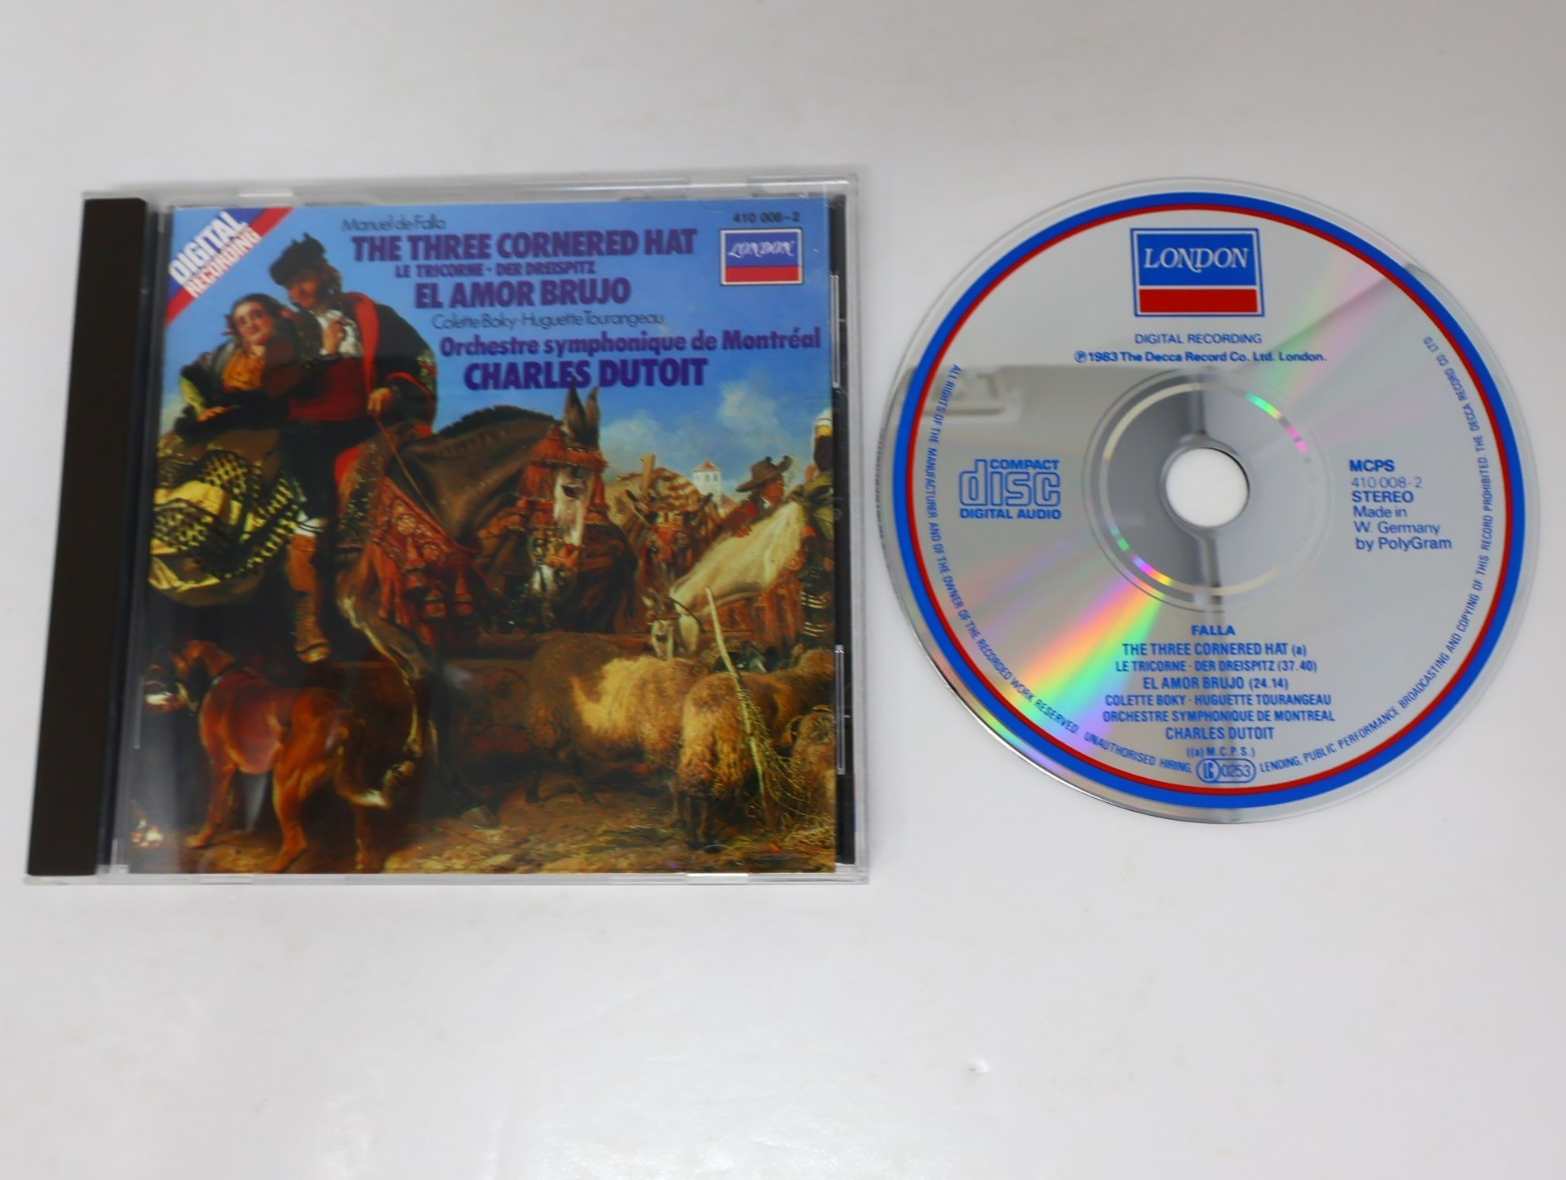 DIGITAL
RECORDING
Manuel de Falla
410 008-2
THE THREE CORNERED HAT
LE TRICORNE · DER DREISPITZ
EL AMOR BRUJO
LONDON
Colette Boky · Huguette Tourangeau
Orchestre symphonique de Montréal
CHARLES DUTOIT
LONDON
DIGITAL RECORDING
Ⓟ1983 The Decca Record Co. Ltd. London.
COMPACT
disc
DIGITAL AUDIO
MCPS
410 008-2
STEREO
Made in
W. Germany
by PolyGram
FALLA
THE THREE CORNERED HAT (a)
LE TRICORNE · DER DREISPITZ (37.40)
EL AMOR BRUJO (24.14)
COLETTE BOKY · HUGUETTE TOURANGEAU
ORCHESTRE SYMPHONIQUE DE MONTREAL
CHARLES DUTOIT
((a) M.C.P.S.)
LC 0253
ALL RIGHTS OF THE MANUFACTURER AND OF THE OWNER OF THE RECORDED WORK RESERVED. UNAUTHORISED HIRING, LENDING, PUBLIC PERFORMANCE, BROADCASTING AND COPYING OF THIS RECORD PROHIBITED. THE DECCA RECORD CO. LTD.